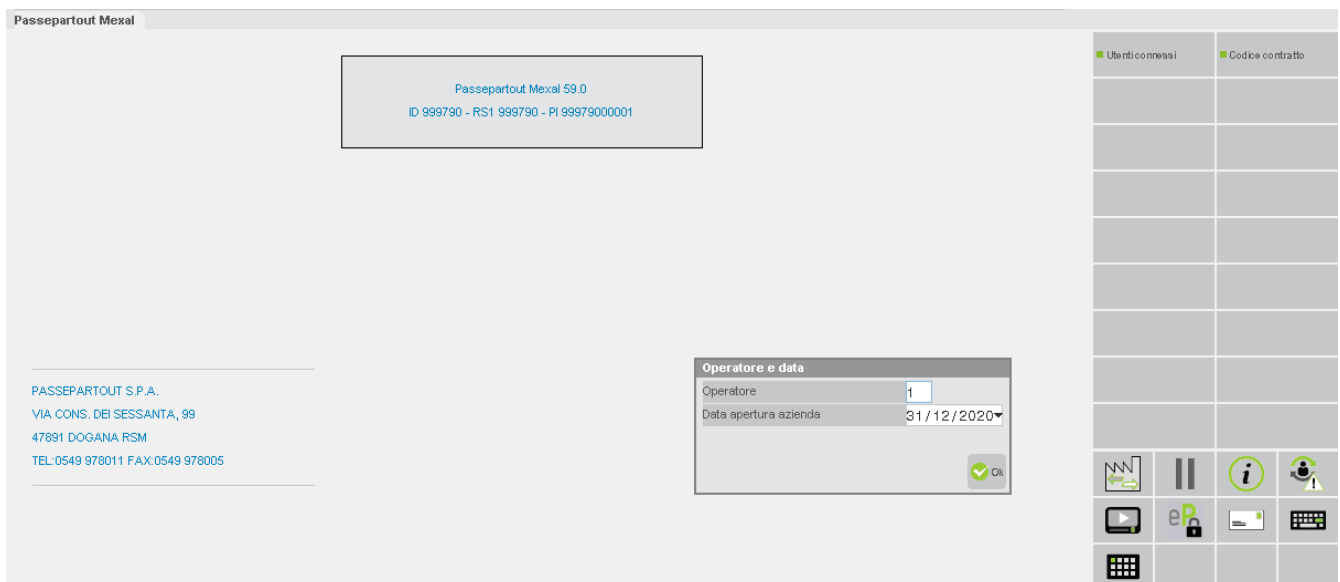 Passepartout Mexal
Utenti connessi
Codice contratto
Passepartout Mexal 59.0
ID 999790 - RS1 999790 - PI 99979000001
PASSEPARTOUT S.P.A.
VIA CONS. DEI SESSANTA, 99
47891 DOGANA RSM
TEL:0549 978011 FAX:0549 978005
Operatore e data
Operatore 1
Data apertura azienda 31/12/2020
Ok
i
eP